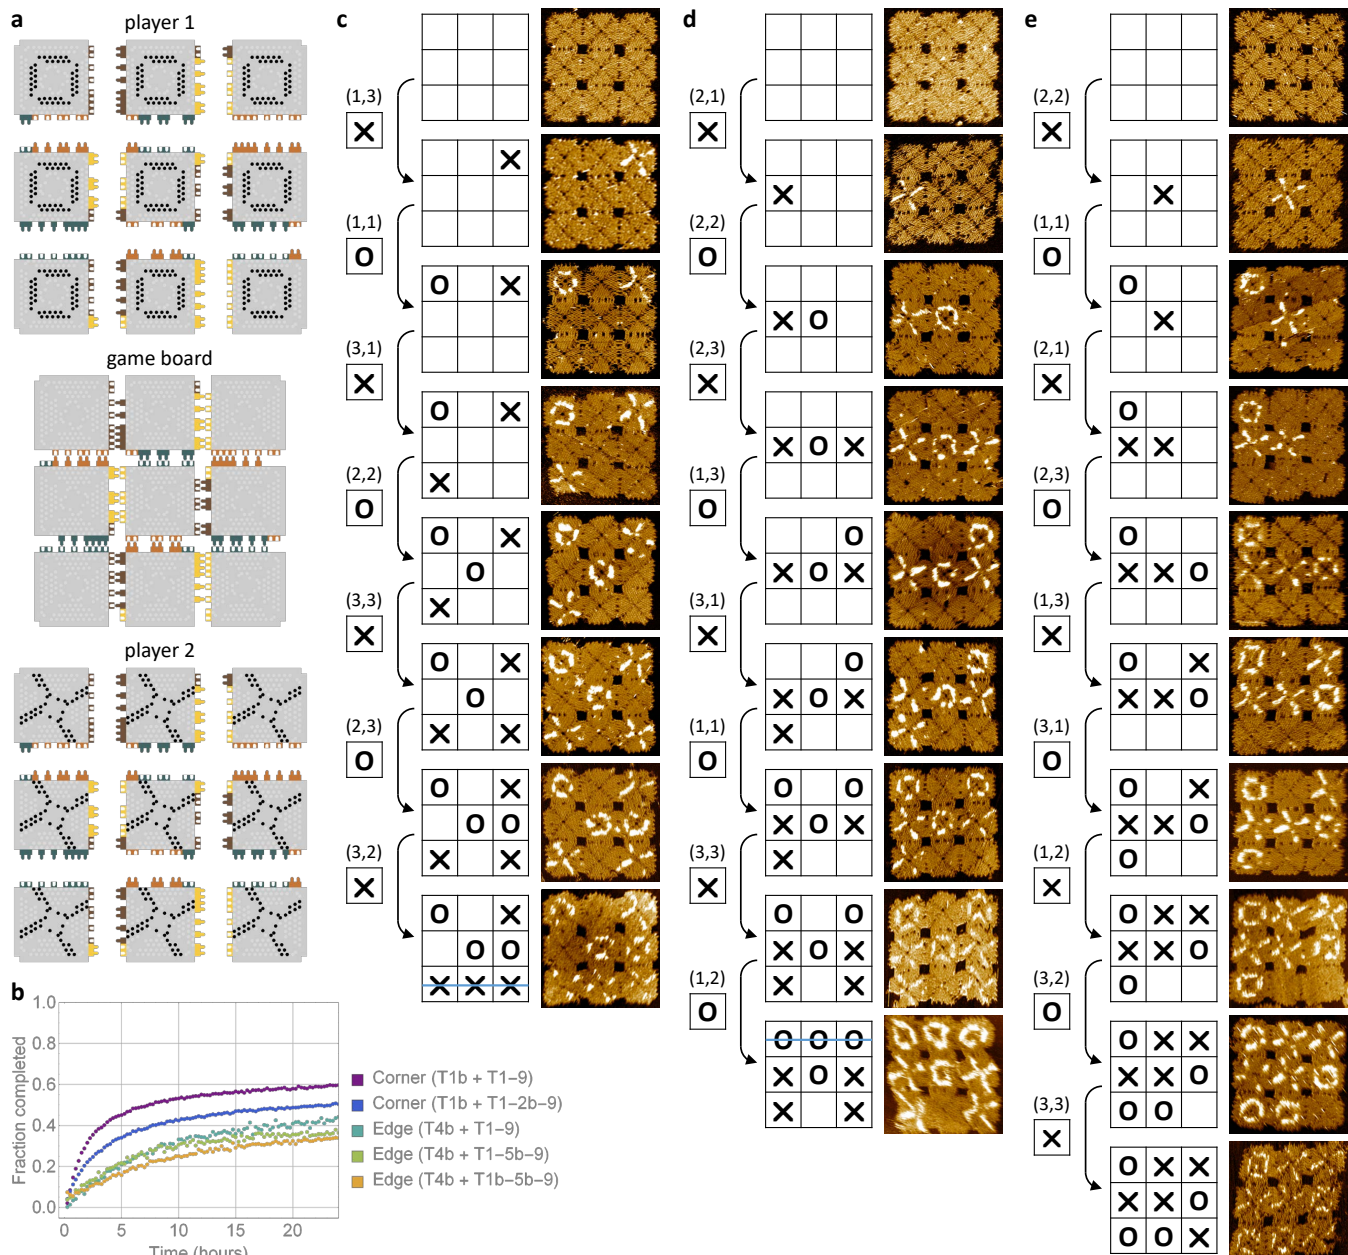 a
player 1
game board
player 2
b
1.0
0.8
0.6
0.4
0.2
0.0
Fraction completed
0 5 10 15 20
Time (hours)
Corner (T1b + T1–9)
Corner (T1b + T1–2b–9)
Edge (T4b + T1–9)
Edge (T4b + T1–5b–9)
Edge (T4b + T1b–5b–9)
c
(1,3)
X
X
(1,1)
O
O X
(3,1)
X
O X
X
(2,2)
O
O X
O
X
(3,3)
X
O X
O
X X
(2,3)
O
O X
O O
X X
(3,2)
X
O X
O O
X X X
d
(2,1)
X
X
(2,2)
O
X O
(2,3)
X
X O X
(1,3)
O
O
X O X
(3,1)
X
O
X O X
X
(1,1)
O
O O
X O X
X
(3,3)
X
O O
X O X
X X
(1,2)
O
O O O
X O X
X X
e
(2,2)
X
X
(1,1)
O
O
X
(2,1)
X
O
X X
(2,3)
O
O
X X O
(1,3)
X
O X
X X O
(3,1)
O
O X
X X O
O
(1,2)
X
O X X
X X O
O
(3,2)
O
O X X
X X O
O O
(3,3)
X
O X X
X X O
O O X